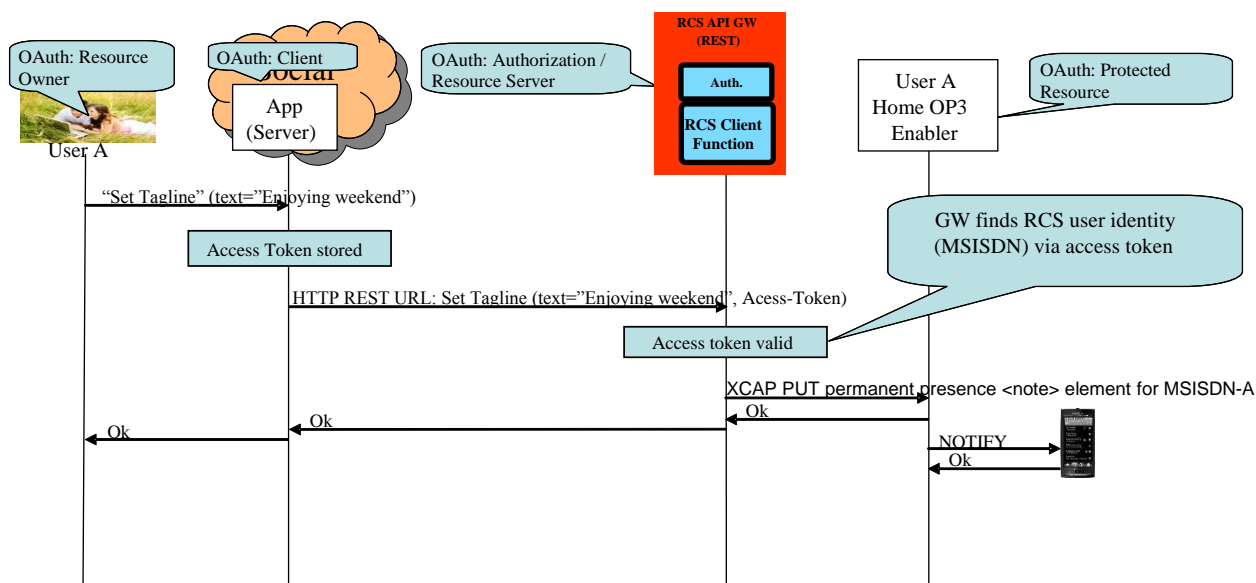 RCS API GW
(REST)
OAuth: Resource
Owner
OAuth: Client
Social
App
(Server)
OAuth: Authorization /
Resource Server
Auth.
RCS Client
Function
User A
Home OP3
Enabler
OAuth: Protected
Resource
User A
“Set Tagline” (text=”Enjoying weekend”)
GW finds RCS user identity
(MSISDN) via access token
Access Token stored
HTTP REST URL: Set Tagline (text=”Enjoying weekend”, Acess-Token)
Access token valid
XCAP PUT permanent presence <note> element for MSISDN-A
Ok
Ok
Ok
NOTIFY
Ok